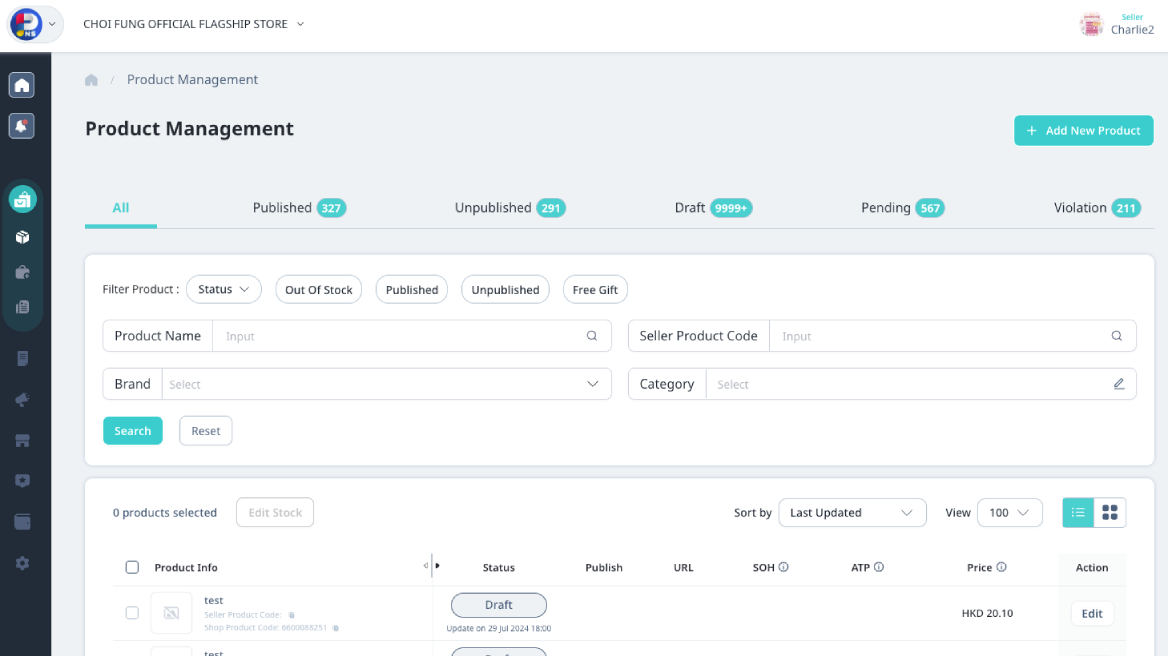 NS
CHOI FUNG OFFICIAL FLAGSHIP STORE
Seller
Charlie2
/ Product Management
Product Management
+ Add New Product
All Published 327 Unpublished 291 Draft 9999+ Pending 567 Violation 211
Filter Product : Status Out Of Stock Published Unpublished Free Gift
Product Name Input Seller Product Code Input
Brand Select Category Select
Search Reset
0 products selected Edit Stock Sort by Last Updated View 100
Product Info Status Publish URL SOH ATP Price Action
test
Seller Product Code:
Shop Product Code: 6600088251
Draft
Update on 29 Jul 2024 18:00
HKD 20.10
Edit
test